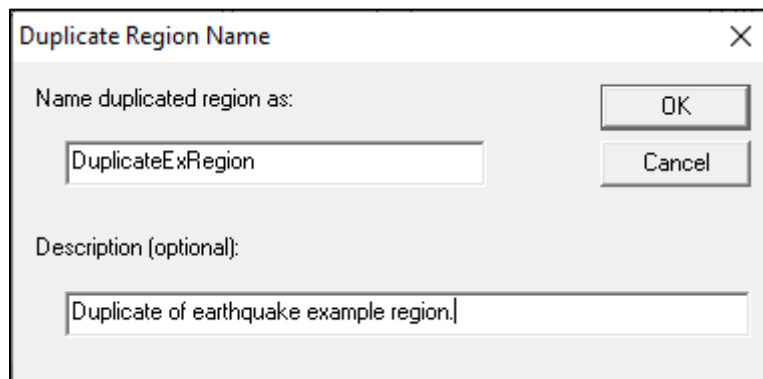 Duplicate Region Name
Name duplicated region as:
OK
DuplicateExRegion
Cancel
Description (optional):
Duplicate of earthquake example region.